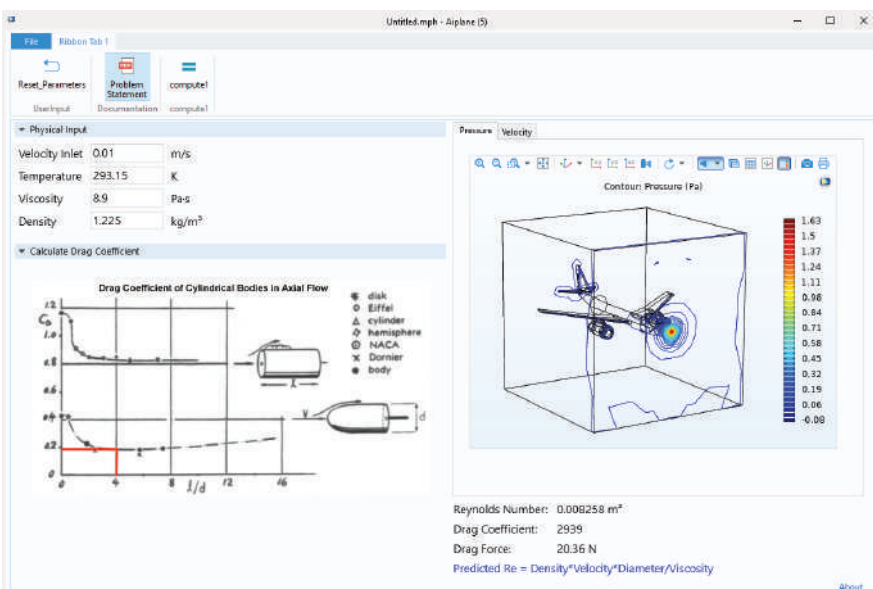 Untitled.mph - Aiplane (5)
File Ribbon Tab 1
Reset_Parameters Problem Statement compute1
UserInput Documentation compute1
Physical Input
Velocity Inlet 0.01 m/s
Temperature 293.15 K
Viscosity 8.9 Pa·s
Density 1.225 kg/m³
Calculate Drag Coefficient
Drag Coefficient of Cylindrical Bodies in Axial Flow
disk
Eiffel
cylinder
hemisphere
NACA
Dornier
body
1.2
C_D
1.0
0.8
0.6
0.4
0.2
0
0 4 8 12 16
l/d
l
V
d
Pressure Velocity
Contour: Pressure (Pa)
1.63
1.5
1.37
1.24
1.11
0.98
0.84
0.71
0.58
0.45
0.32
0.19
0.06
-0.08
Reynolds Number: 0.008258 m²
Drag Coefficient: 2939
Drag Force: 20.36 N
Predicted Re = Density*Velocity*Diameter/Viscosity
About